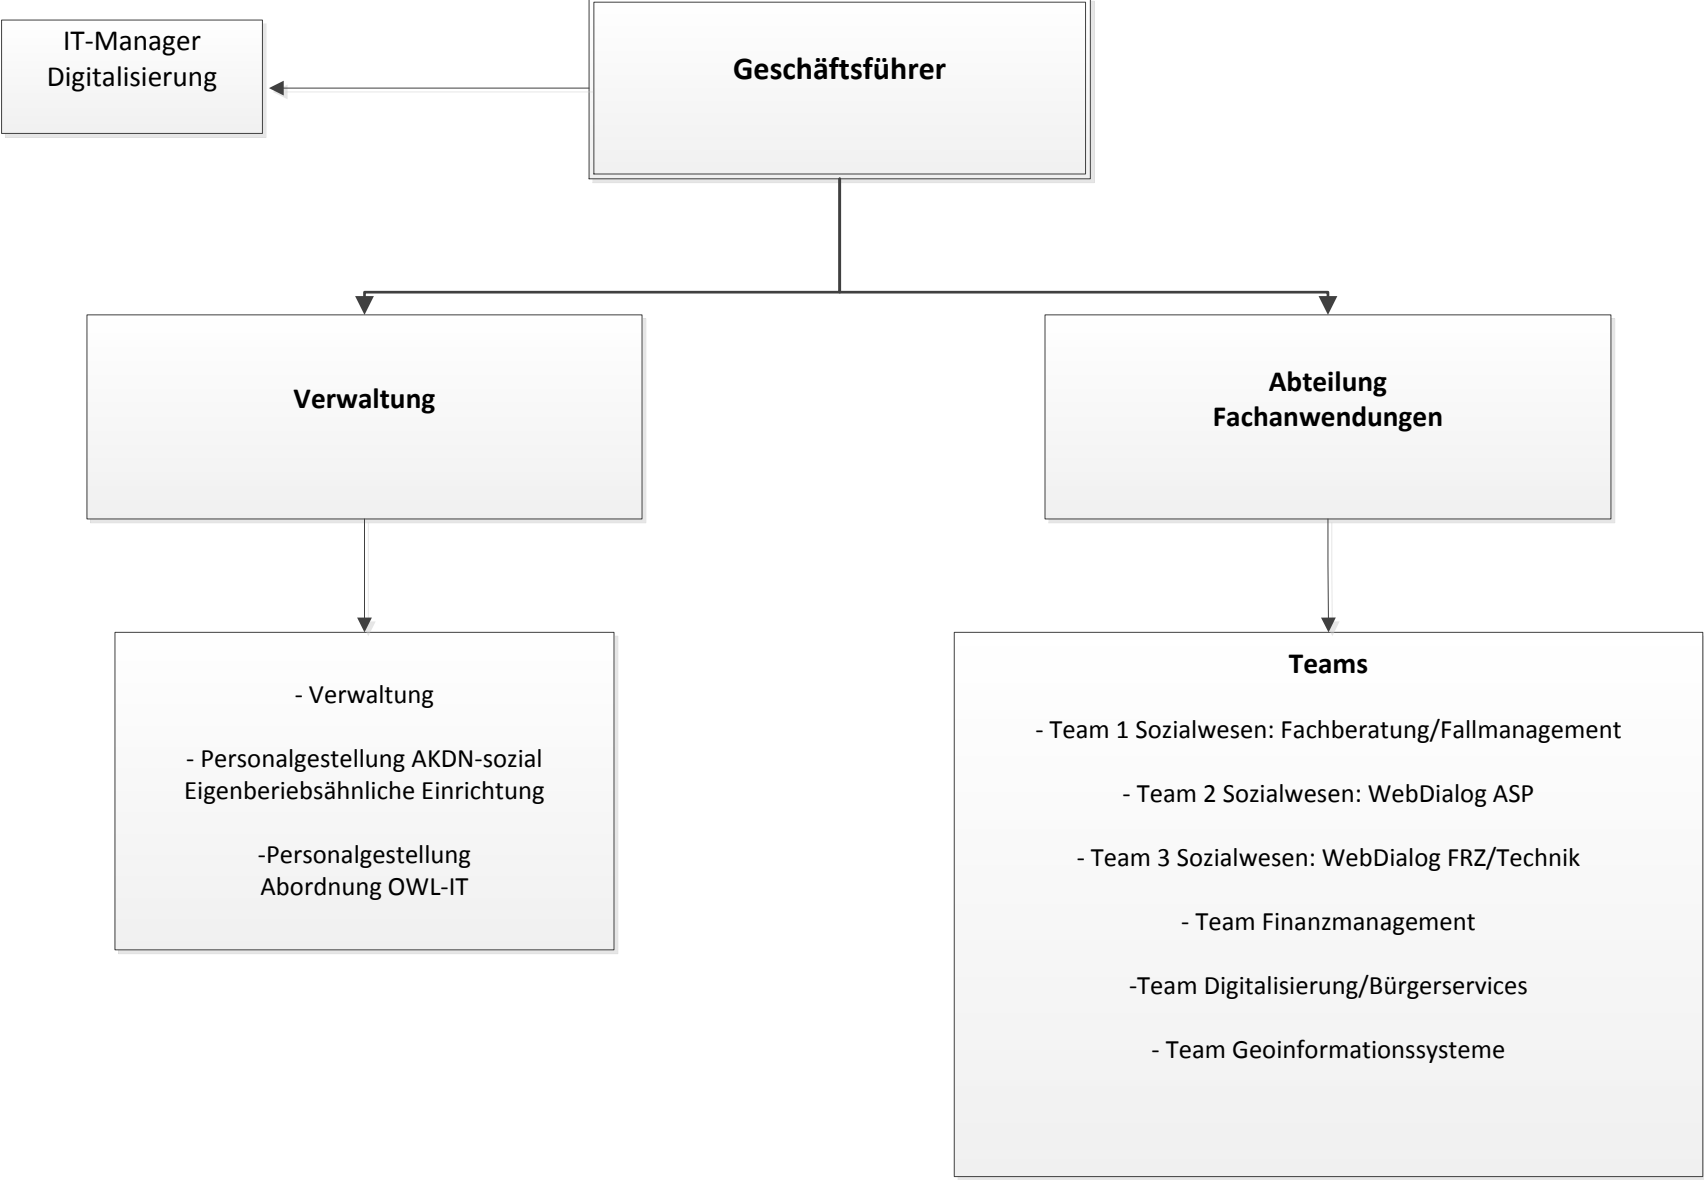 IT-Manager
Digitalisierung
Geschäftsführer
Verwaltung
Abteilung
Fachanwendungen
- Verwaltung
- Personalgestellung AKDN-sozial
Eigenberiebsähnliche Einrichtung
-Personalgestellung
Abordnung OWL-IT
Teams
- Team 1 Sozialwesen: Fachberatung/Fallmanagement
- Team 2 Sozialwesen: WebDialog ASP
- Team 3 Sozialwesen: WebDialog FRZ/Technik
- Team Finanzmanagement
-Team Digitalisierung/Bürgerservices
- Team Geoinformationssysteme